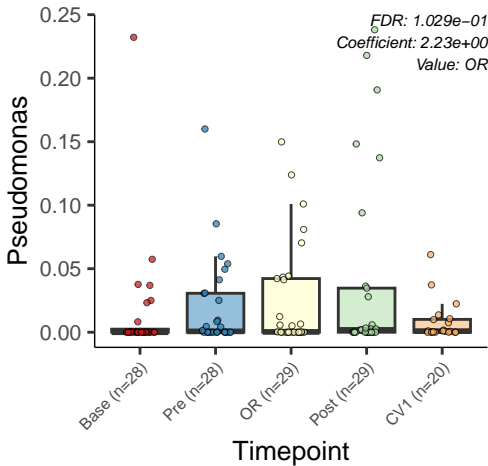 FDR: 1.029e−01
Coefficient: 2.23e+00
Value: OR
0.25
0.20
0.15
0.10
0.05
0.00
Pseudomonas
Base (n=28)
Pre (n=28)
OR (n=29)
Post (n=29)
CV1 (n=20)
Timepoint